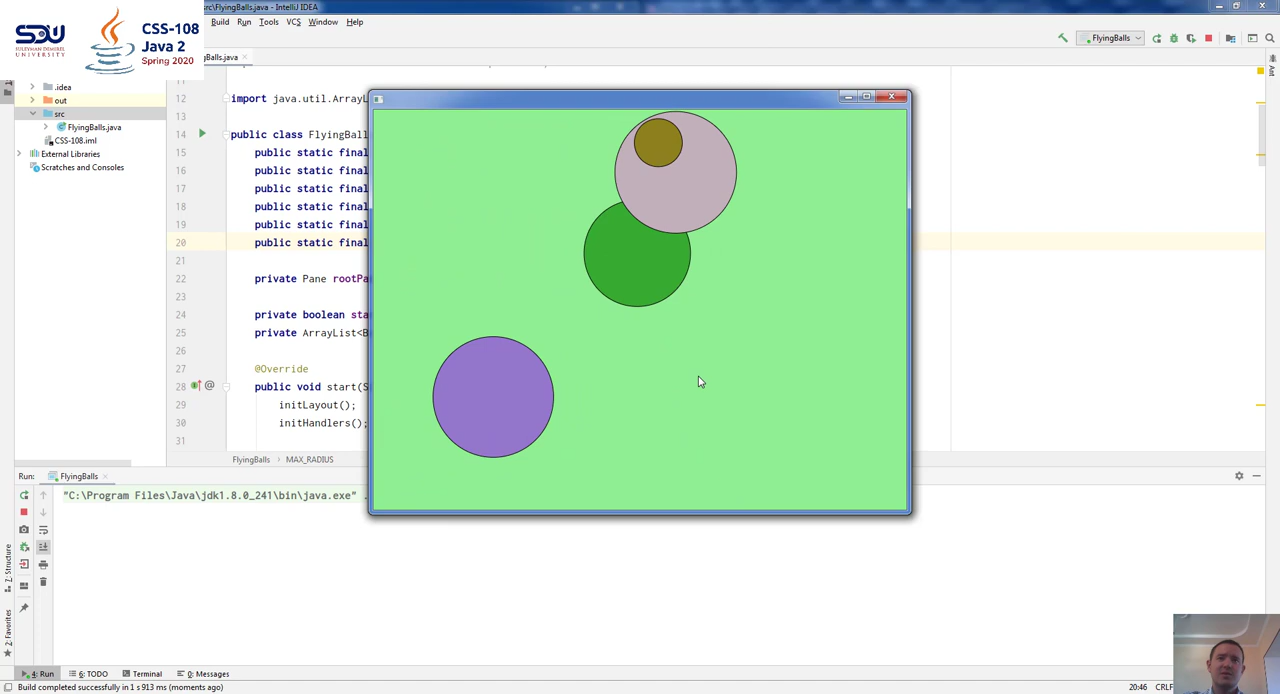 src\FlyingBalls.java - IntelliJ IDEA
Build Run Tools VCS Window Help
SDU
SULEYMAN DEMIREL
UNIVERSITY
Java
CSS-108
Java 2
Spring 2020
gBalls.java
FlyingBalls
Ant
.idea
out
src
FlyingBalls.java
CSS-108.iml
External Libraries
Scratches and Consoles
12 import java.util.ArrayL
13
14 public class FlyingBall
15 public static final
16 public static final
17 public static final
18 public static final
19 public static final
20 public static final
21
22 private Pane rootPa
23
24 private boolean sta
25 private ArrayList<B
26
27 @Override
28 @ public void start(S
29 initLayout();
30 initHandlers();
31
FlyingBalls > MAX_RADIUS
Run: FlyingBalls
"C:\Program Files\Java\jdk1.8.0_241\bin\java.exe" .
7: Structure
2: Favorites
4: Run 6: TODO Terminal 0: Messages
Build completed successfully in 1 s 913 ms (moments ago)
20:46 CRLF